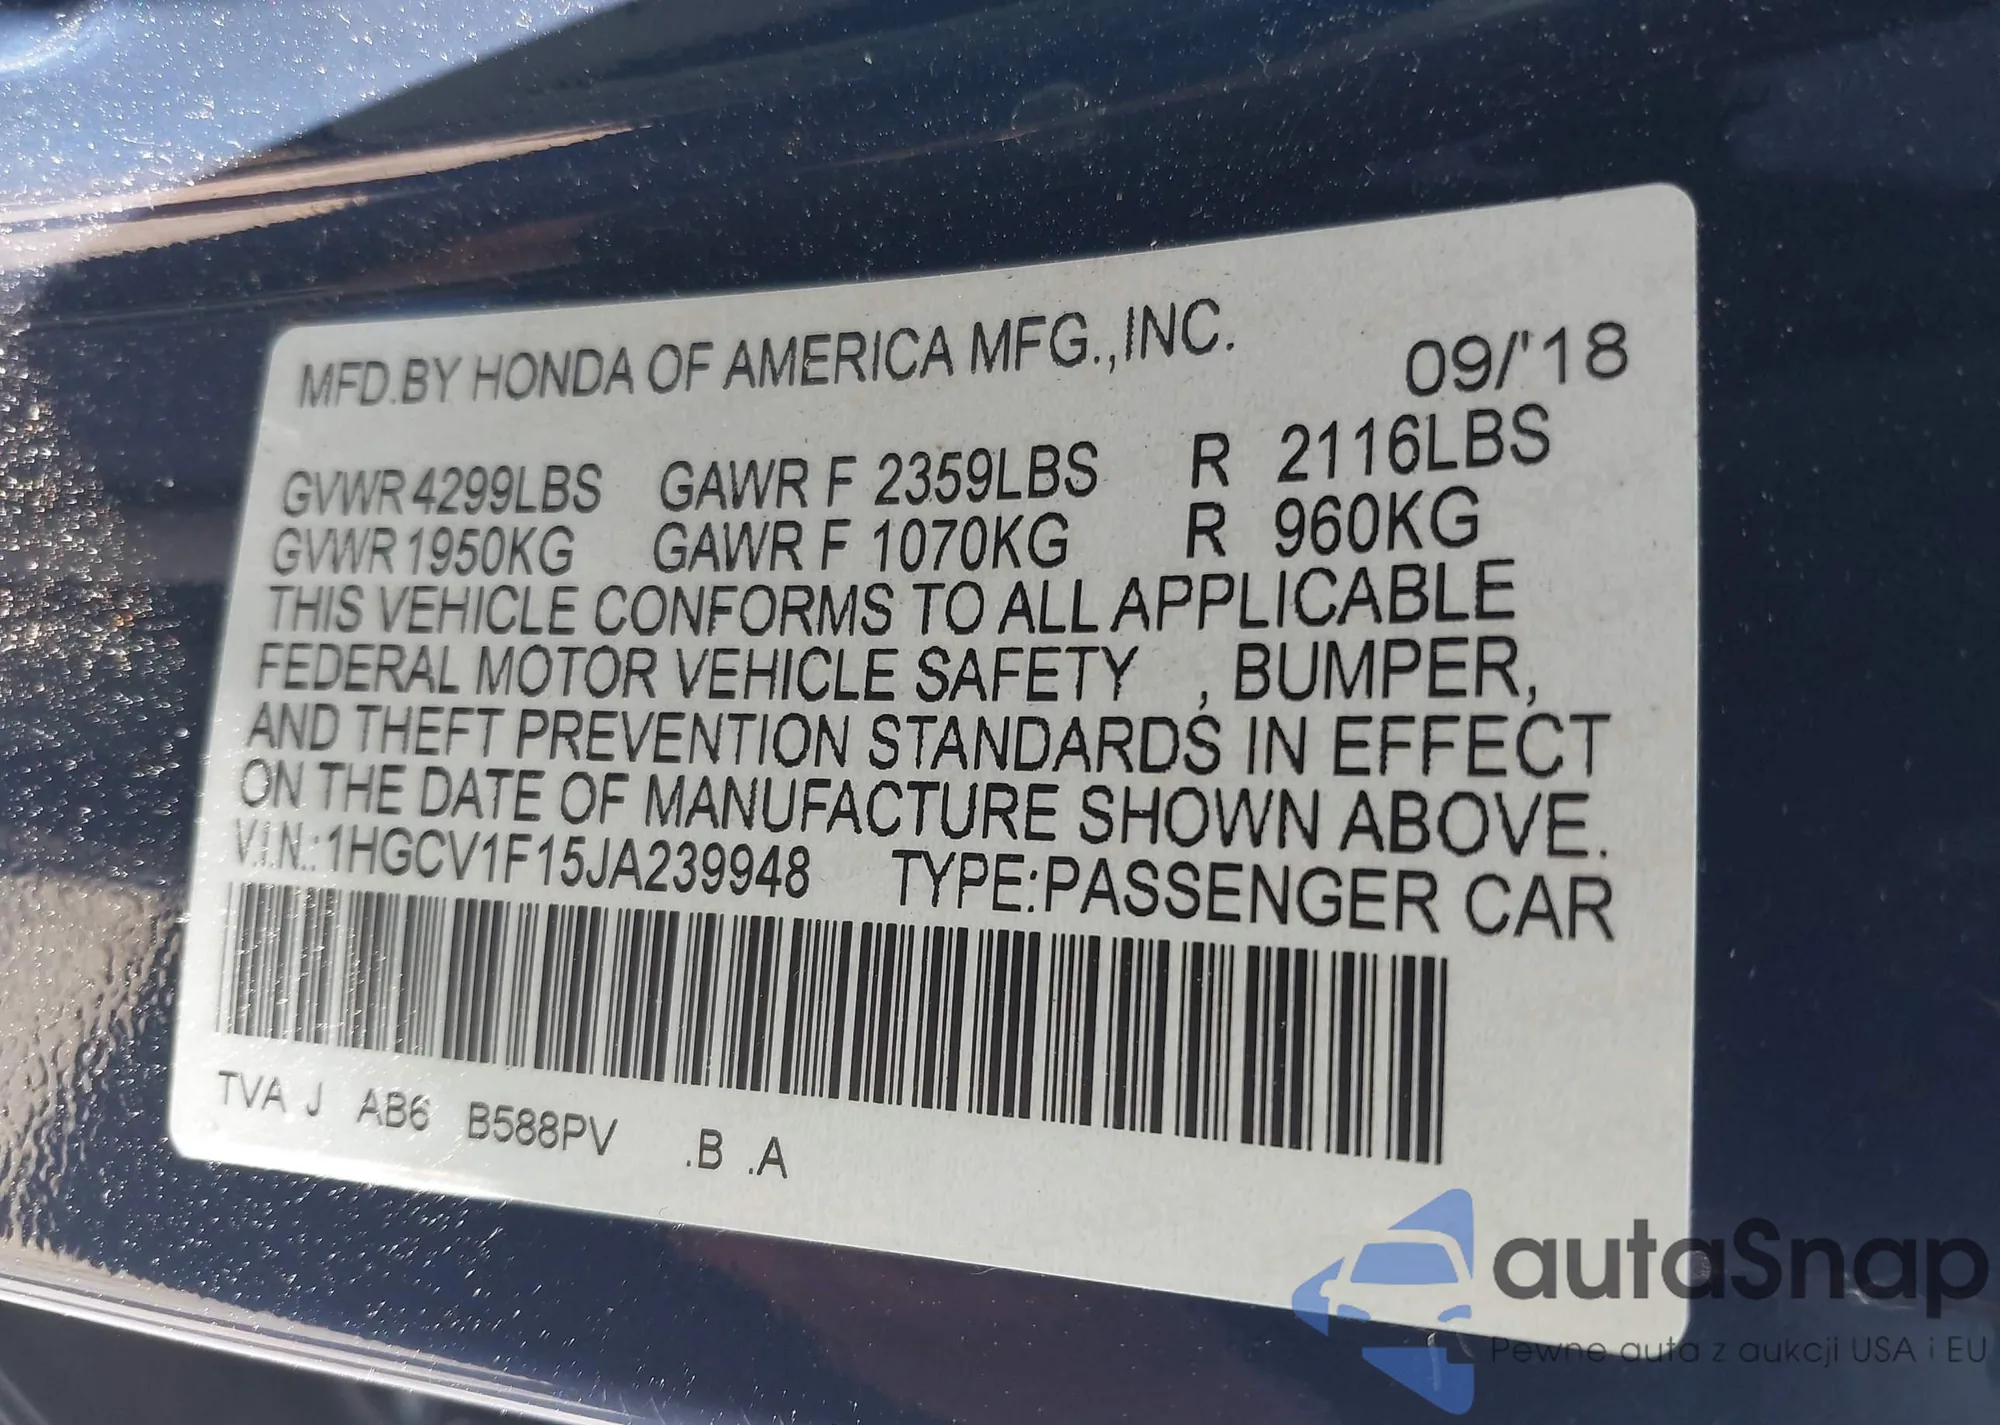 MFD.BY HONDA OF AMERICA MFG.,INC. 09/'18
GVWR 4299LBS GAWR F 2359LBS R 2116LBS
GVWR 1950KG GAWR F 1070KG R 960KG
THIS VEHICLE CONFORMS TO ALL APPLICABLE
FEDERAL MOTOR VEHICLE SAFETY , BUMPER,
AND THEFT PREVENTION STANDARDS IN EFFECT
ON THE DATE OF MANUFACTURE SHOWN ABOVE.
V.I.N.:1HGCV1F15JA239948 TYPE:PASSENGER CAR
TVA J AB6 B588PV .B .A
autaSnap
Pewne auta z aukcji USA i EU